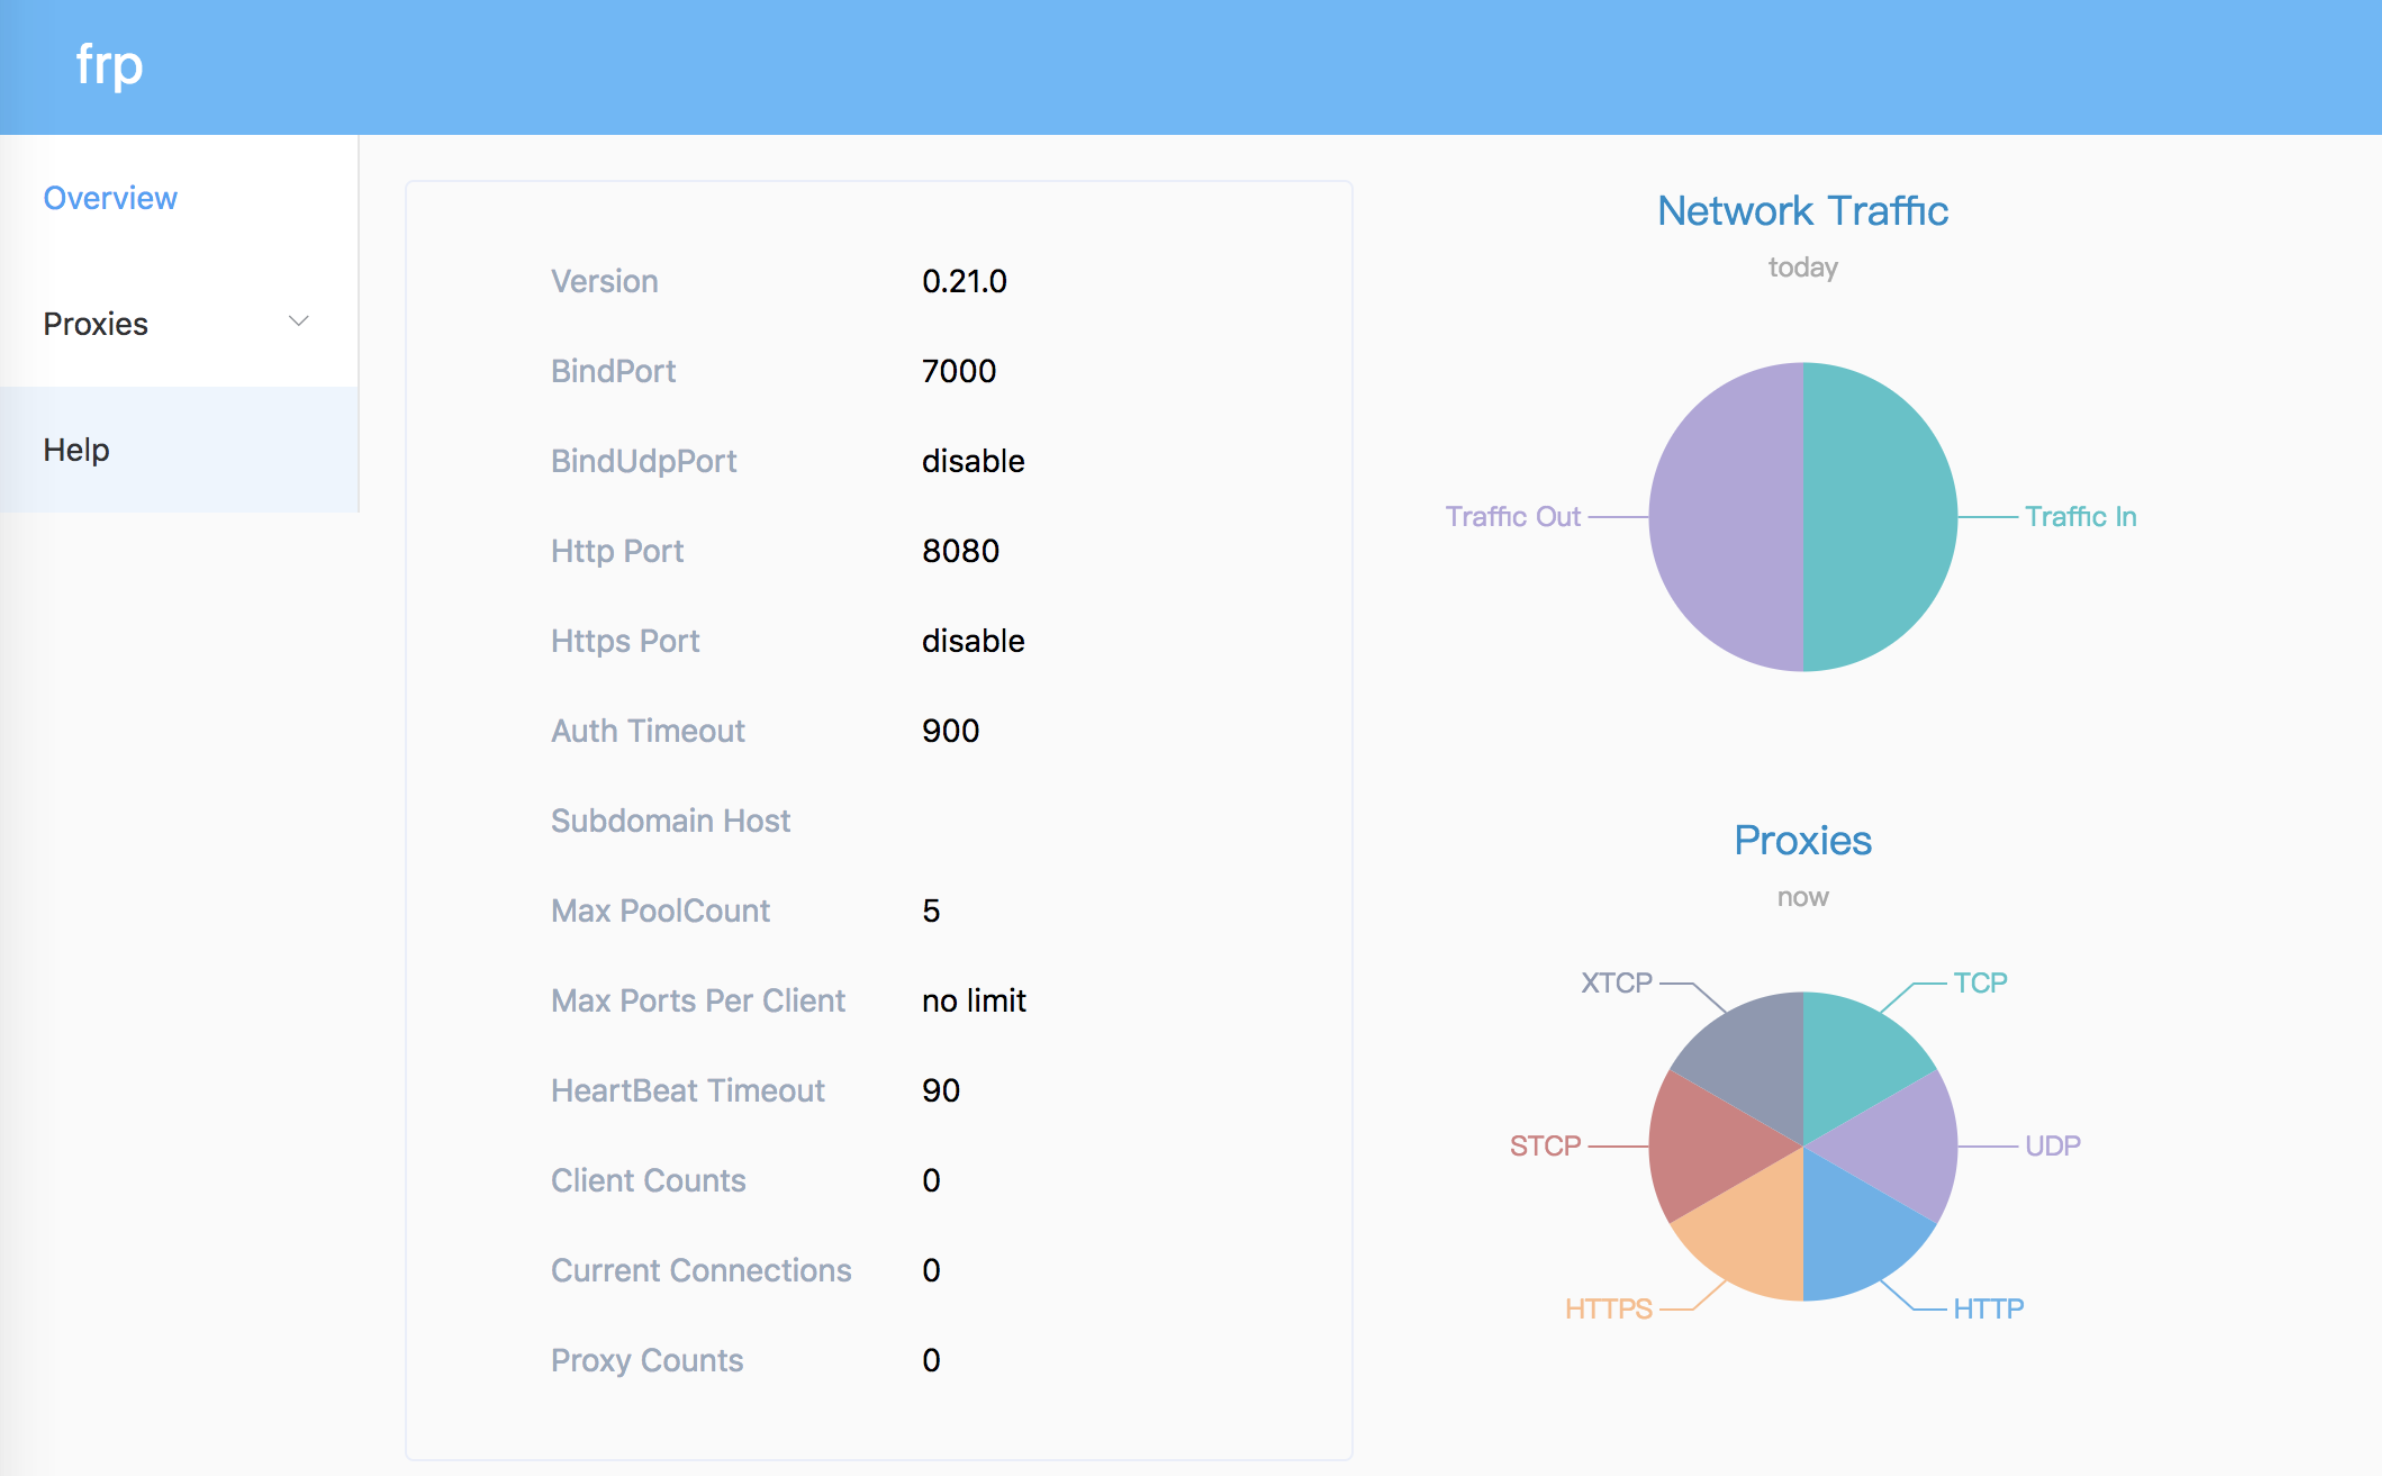 frp
Overview
Proxies
Help
Version 0.21.0
BindPort 7000
BindUdpPort disable
Http Port 8080
Https Port disable
Auth Timeout 900
Subdomain Host
Max PoolCount 5
Max Ports Per Client no limit
HeartBeat Timeout 90
Client Counts 0
Current Connections 0
Proxy Counts 0
Network Traffic
today
Traffic Out Traffic In
Proxies
now
XTCP TCP
STCP UDP
HTTPS HTTP